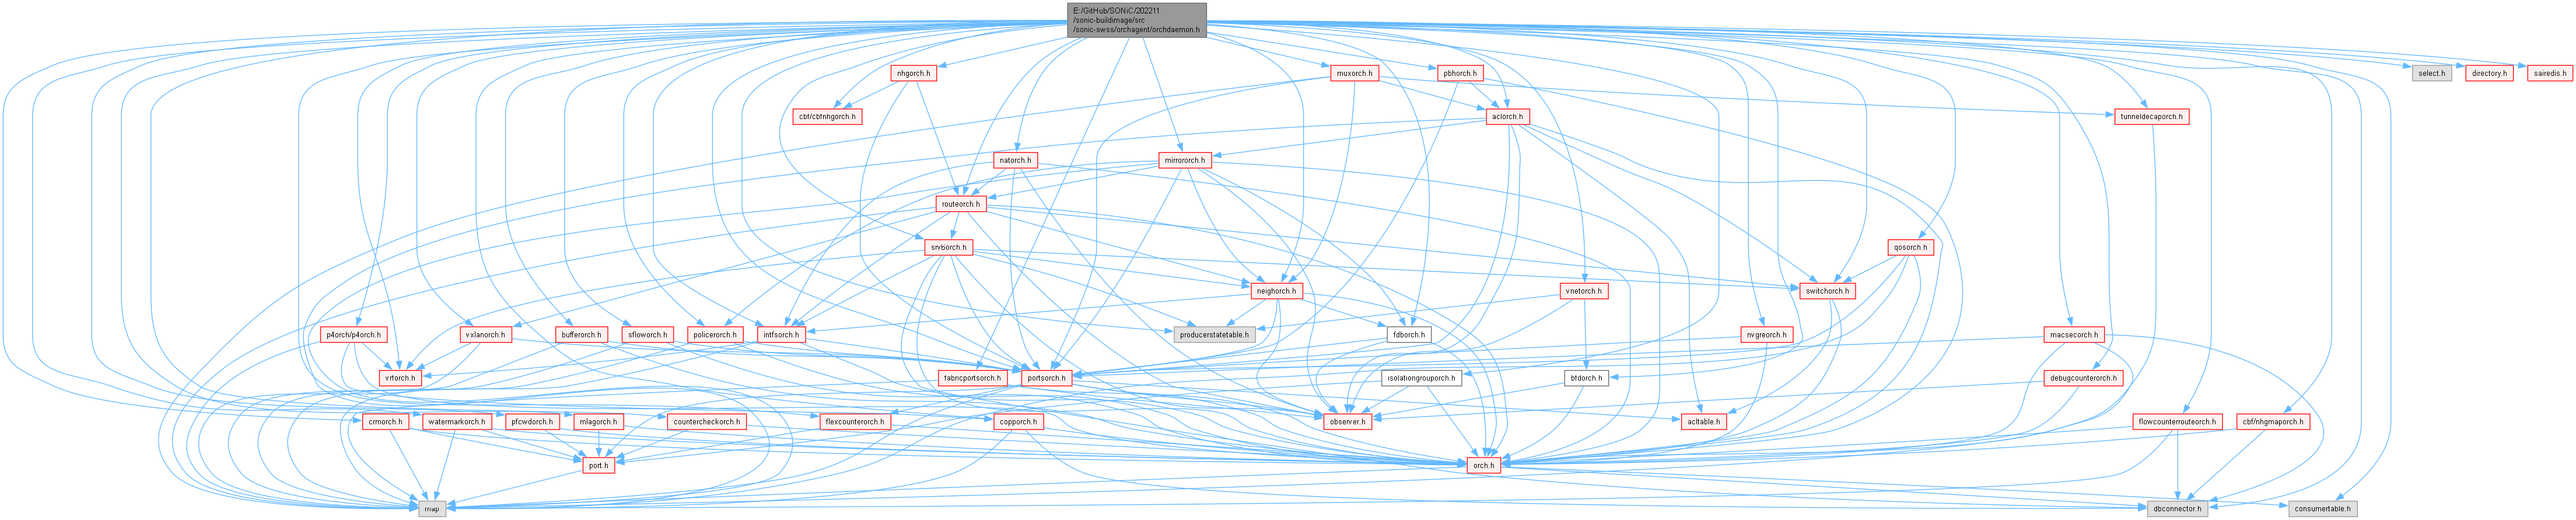 E:/GitHub/SONiC/202211
/sonic-buildimage/src
/sonic-swss/orchagent/orchdaemon.h
nhgorch.h
muxorch.h
pbhorch.h
select.h
directory.h
sairedis.h
cbf/cbfnhgorch.h
aclorch.h
tunneldecaporch.h
natorch.h
mirrororch.h
routeorch.h
srv6orch.h
qosorch.h
neighorch.h
vnetorch.h
switchorch.h
p4orch/p4orch.h
vxlanorch.h
bufferorch.h
sfloworch.h
policerorch.h
intfsorch.h
producerstatetable.h
fdborch.h
nvgreorch.h
macsecorch.h
vrforch.h
fabricportsorch.h
portsorch.h
isolationgrouporch.h
bfdorch.h
debugcounterorch.h
crmorch.h
watermarkorch.h
pfcwdorch.h
mlagorch.h
countercheckorch.h
flexcounterorch.h
copporch.h
observer.h
acltable.h
flowcounterrouteorch.h
cbf/nhgmaporch.h
port.h
orch.h
map
dbconnector.h
consumertable.h